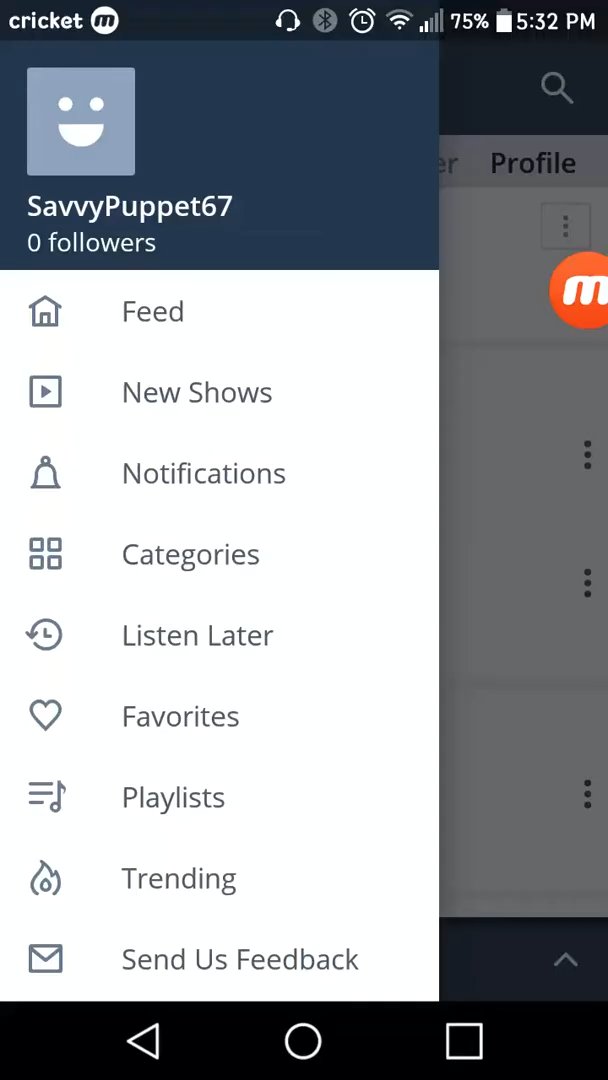 cricket m 75% 5:32 PM
er Profile
SavvyPuppet67
0 followers
m
Feed
New Shows
Notifications
Categories
Listen Later
Favorites
Playlists
Trending
Send Us Feedback